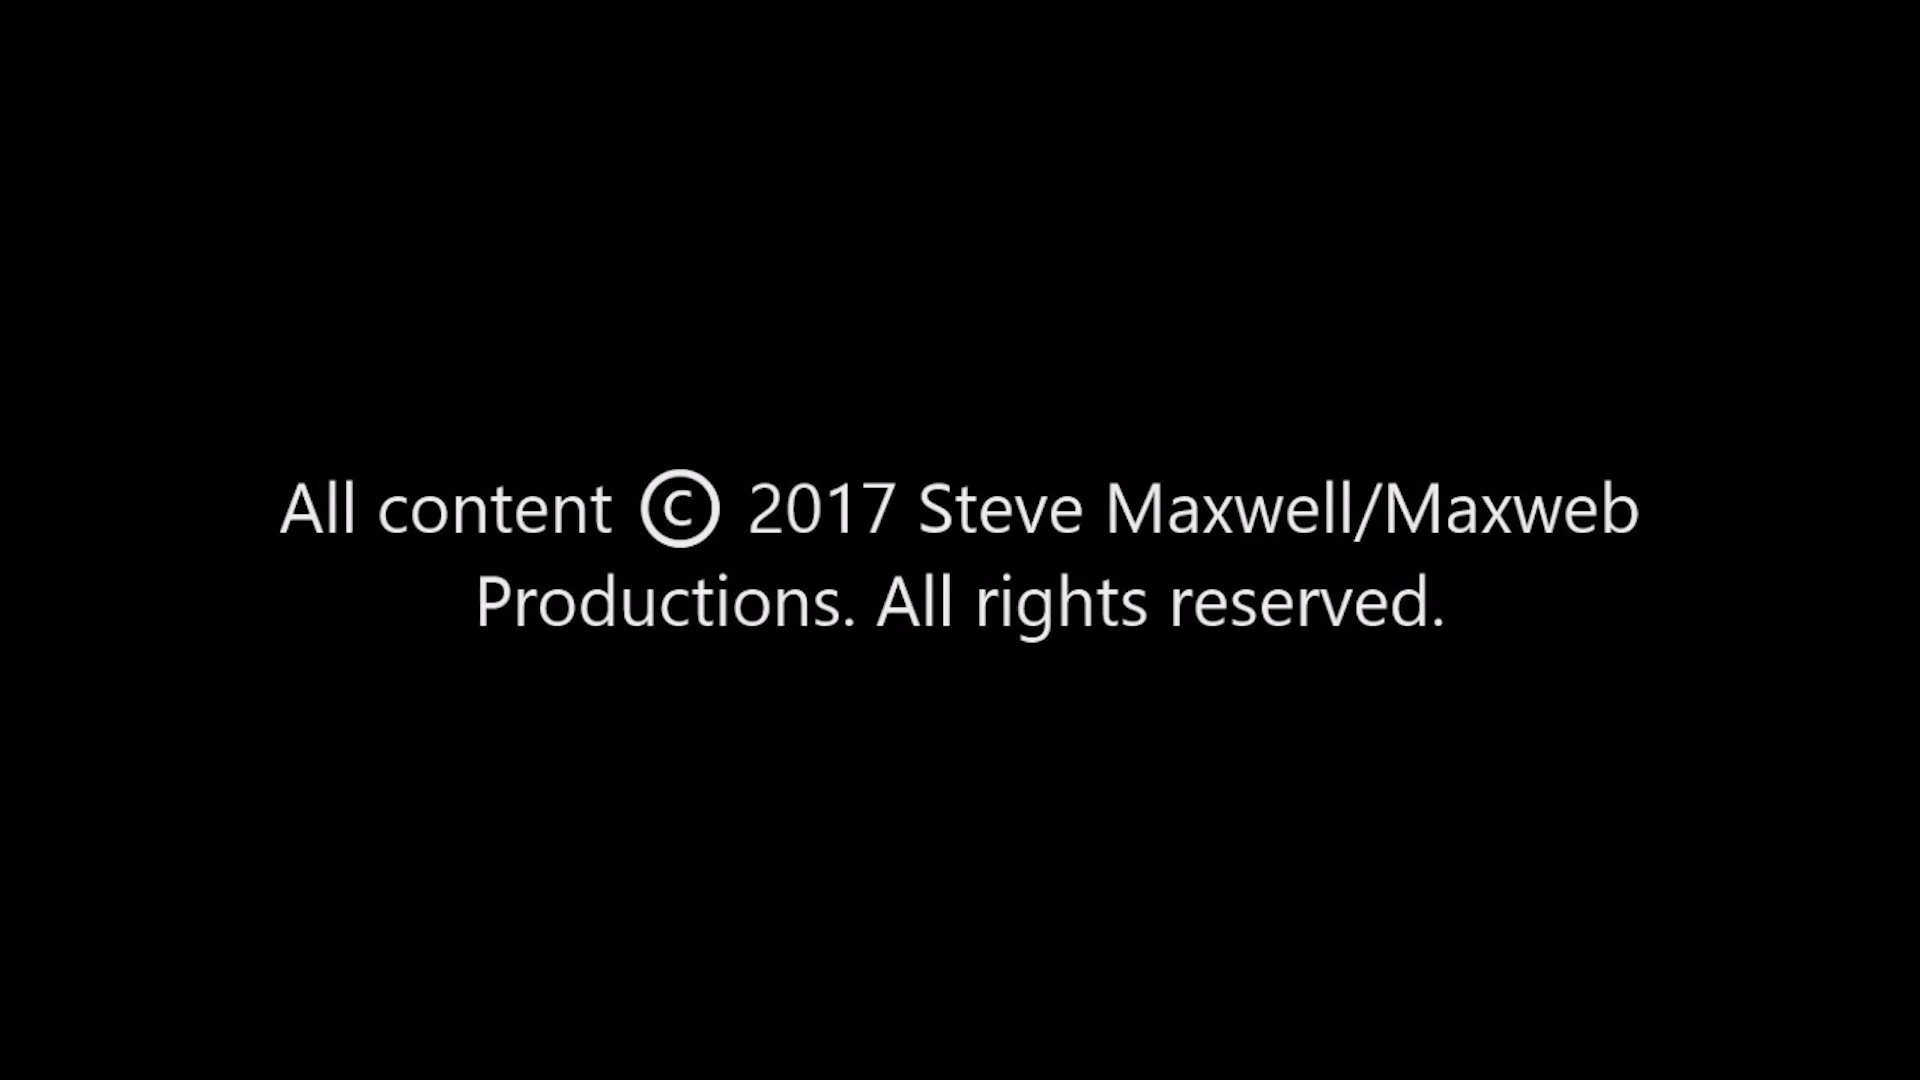 All content © 2017 Steve Maxwell/Maxweb
Productions. All rights reserved.